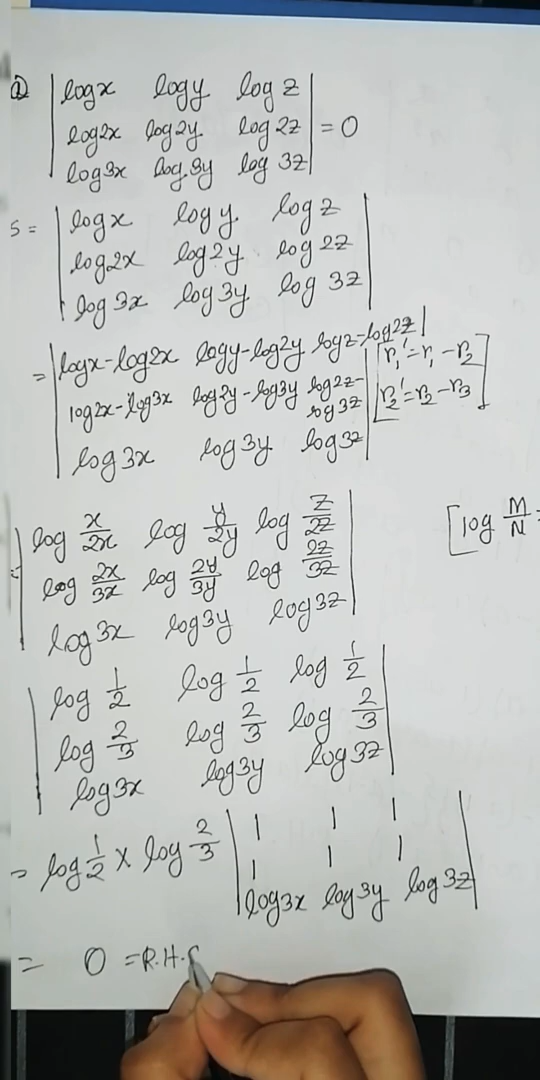 a) | log x log y log z |
| log 2x log 2y log 2z | = 0
| log 3x log 3y log 3z |
S = | log x log y log z |
| log 2x log 2y log 2z |
| log 3x log 3y log 3z |
= | log x - log 2x log y - log 2y log z - log 2z | [r₁' = r₁ - r₂
| log 2x - log 3x log 2y - log 3y log 2z - log 3z | r₂' = r₂ - r₃]
| log 3x log 3y log 3z |
= | log x/2x log y/2y log z/2z | [log M/N =
| log 2x/3x log 2y/3y log 2z/3z |
| log 3x log 3y log 3z |
| log 1/2 log 1/2 log 1/2 |
| log 2/3 log 2/3 log 2/3 |
| log 3x log 3y log 3z |
= log 1/2 × log 2/3 | 1 1 1 |
| 1 1 1 |
| log 3x log 3y log 3z |
= 0 = R.H.S